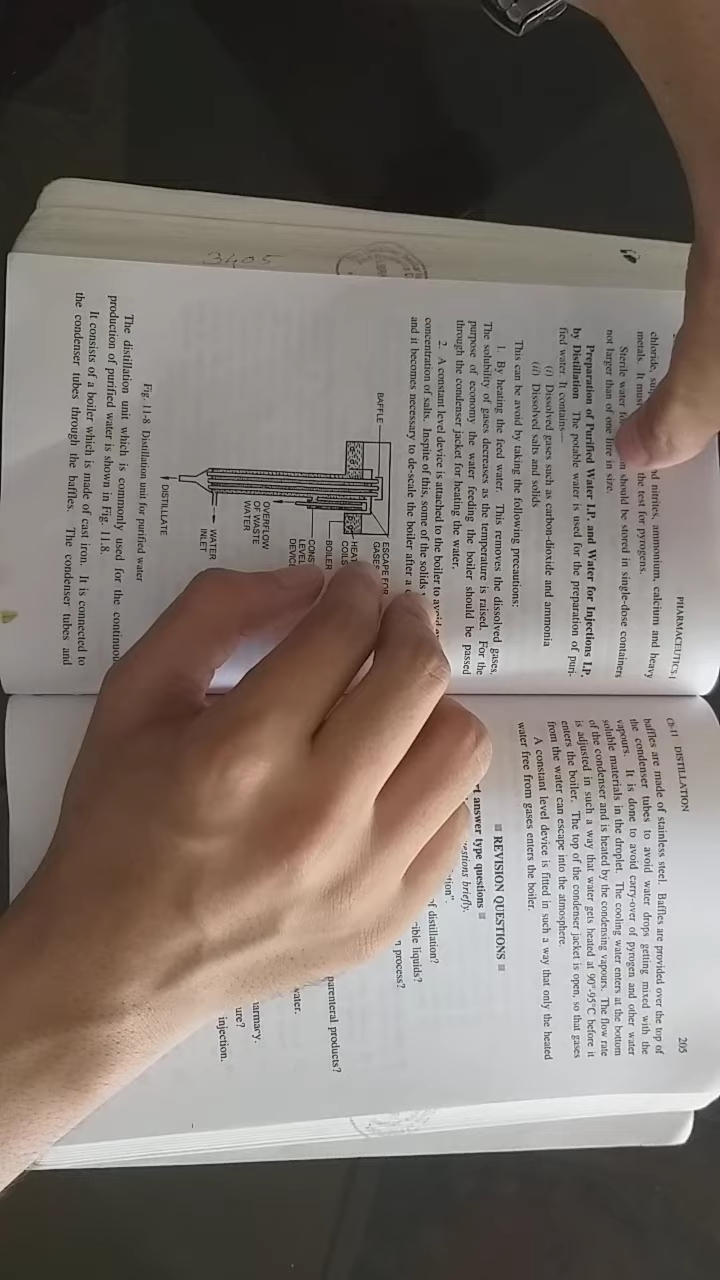 PHARMACEUTICS-I
chloride, nd nitrites, ammonium, calcium and heavy
metals. It must the test for pyrogens.
Sterile water should be stored in single-dose containers
not larger than of one litre in size.
Preparation of Purified Water I.P. and Water for Injections I.P.
by Distillation The potable water is used for the preparation of puri-
fied water. It contains—
(i) Dissolved gases such as carbon-dioxide and ammonia
(ii) Dissolved salts and solids
This can be avoid by taking the following precautions:
1. By heating the feed water. This removes the dissolved gases.
The solubility of gases decreases as the temperature is raised. For the
purpose of economy the water feeding the boiler should be passed
through the condenser jacket for heating the water.
2. A constant level device is attached to the boiler to avoid
concentration of salts. Inspite of this, some of the solids
and it becomes necessary to de-scale the boiler after a
BAFFLE
ESCAPE FOR
GASES
HEAT
COILS
BOILER
CONS
LEVEL
DEVICE
OVERFLOW
OF WASTE
WATER
WATER
INLET
DISTILLATE
Fig. 11-8 Distillation unit for purified water
The distillation unit which is commonly used for the continuou
production of purified water is shown in Fig. 11.8.
It consists of a boiler which is made of cast iron. It is connected to
the condenser tubes through the baffles. The condenser tubes and
3405
Ch-11 DISTILLATION 205
baffles are made of stainless steel. Baffles are provided over the top of
the condenser tubes to avoid water drops getting mixed with the
vapours. It is done to avoid carry-over of pyrogen and other water
soluble materials in the droplet. The cooling water enters at the bottom
of the condenser and is heated by the condensing vapours. The flow rate
is adjusted in such a way that water gets heated at 90°-95°C before it
enters the boiler. The top of the condenser jacket is open, so that gases
from the water can escape into the atmosphere.
A constant level device is fitted in such a way that only the heated
water free from gases enters the boiler.
REVISION QUESTIONS
rt answer type questions
estions briefly.
tion".
of distillation?
ible liquids?
n process?
parenteral products?
water.
harmacy.
ure?
injection.